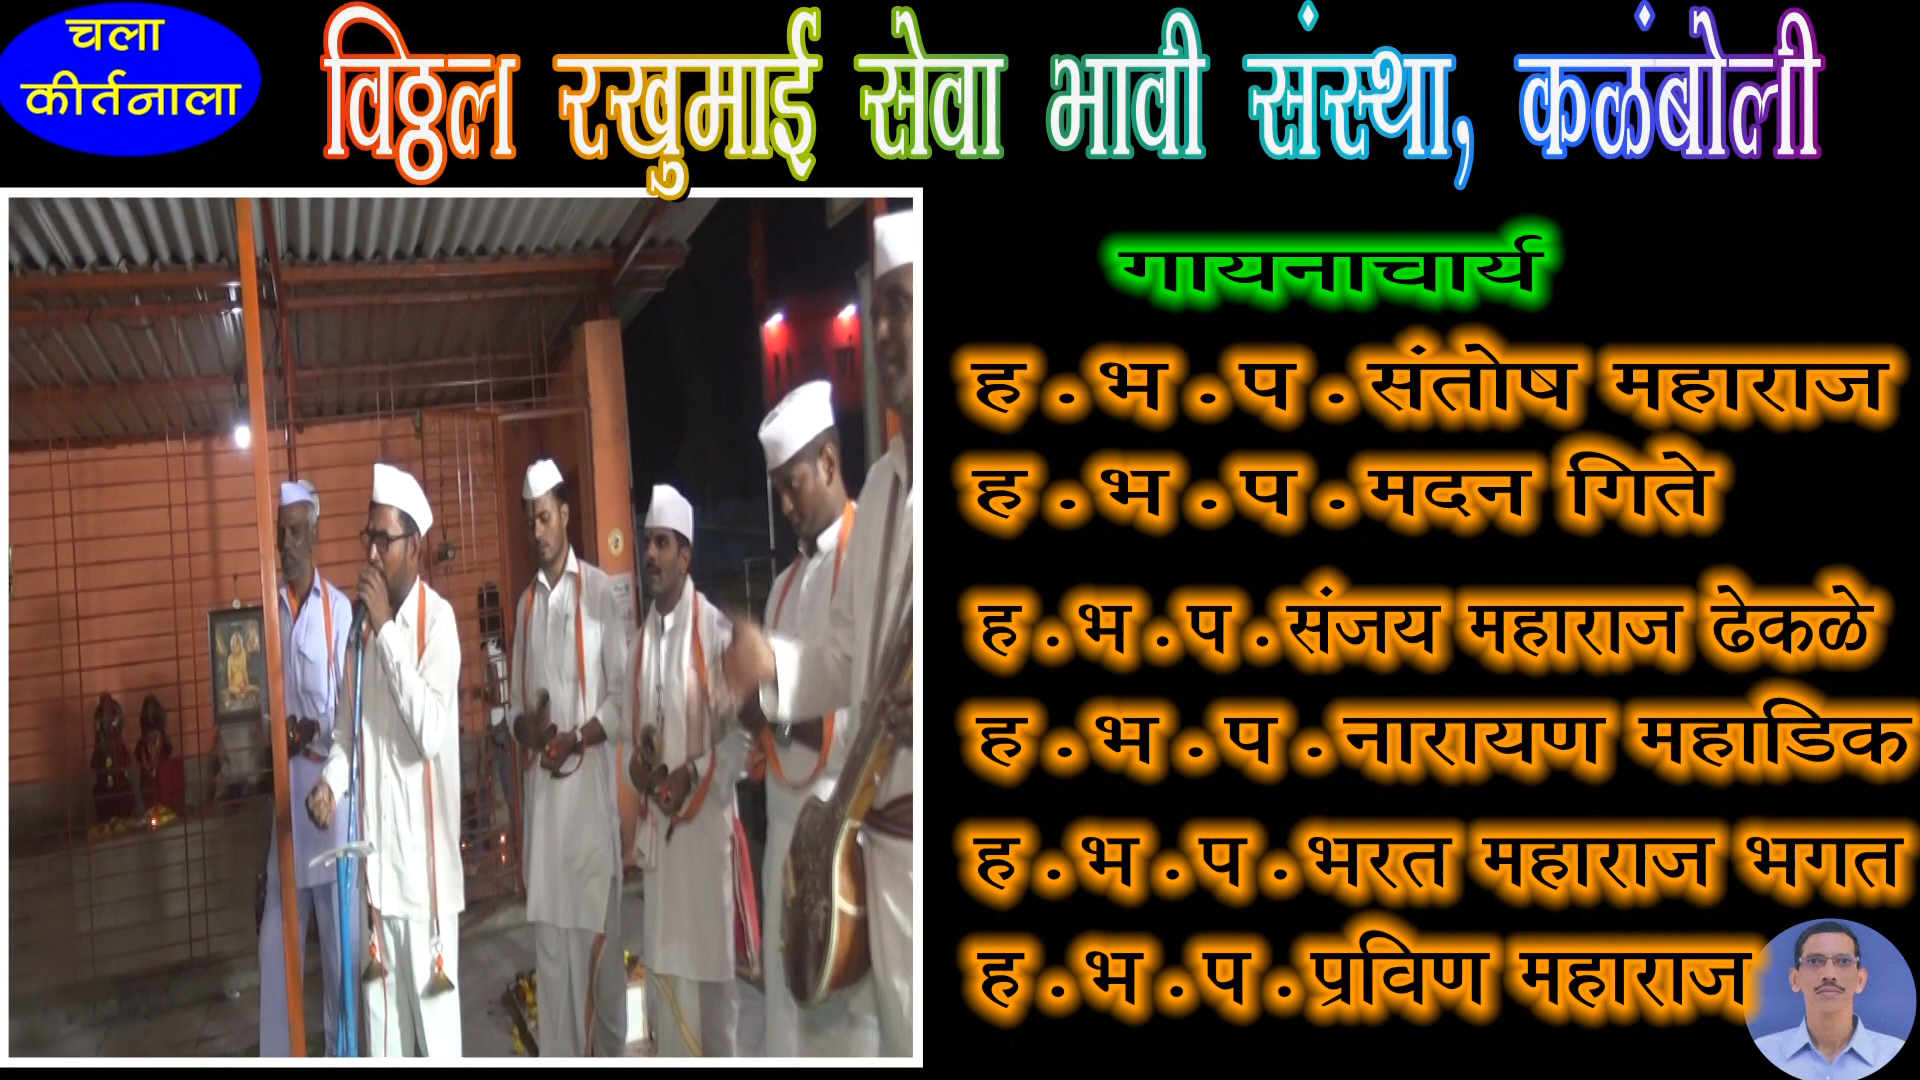 चला
कीर्तनाला
विठ्ठल रखुमाई सेवा भावी संस्था, कळंबोली
गायनाचार्य
ह.भ.प.संतोष महाराज
ह.भ.प.मदन गिते
ह.भ.प.संजय महाराज ढेकळे
ह.भ.प.नारायण महाडिक
ह.भ.प.भरत महाराज भगत
ह.भ.प.प्रविण महाराज